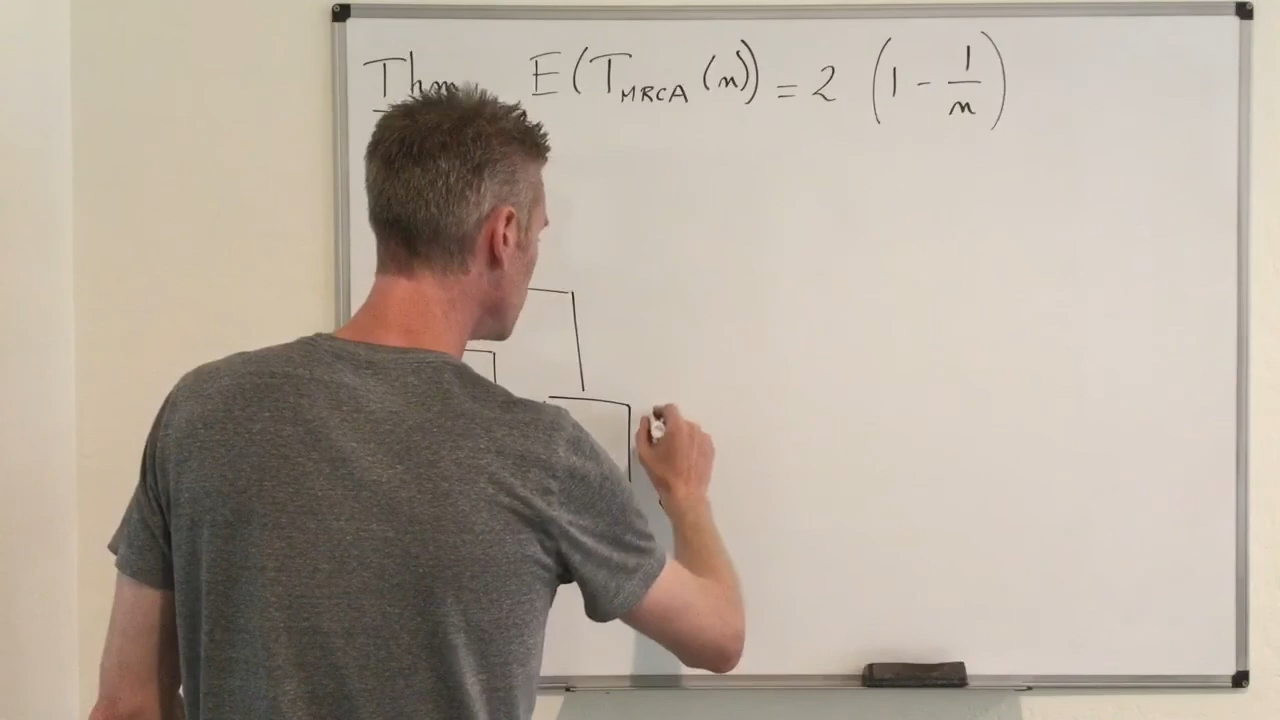 Thm E(T_MRCA (n)) = 2 (1 - 1/n)